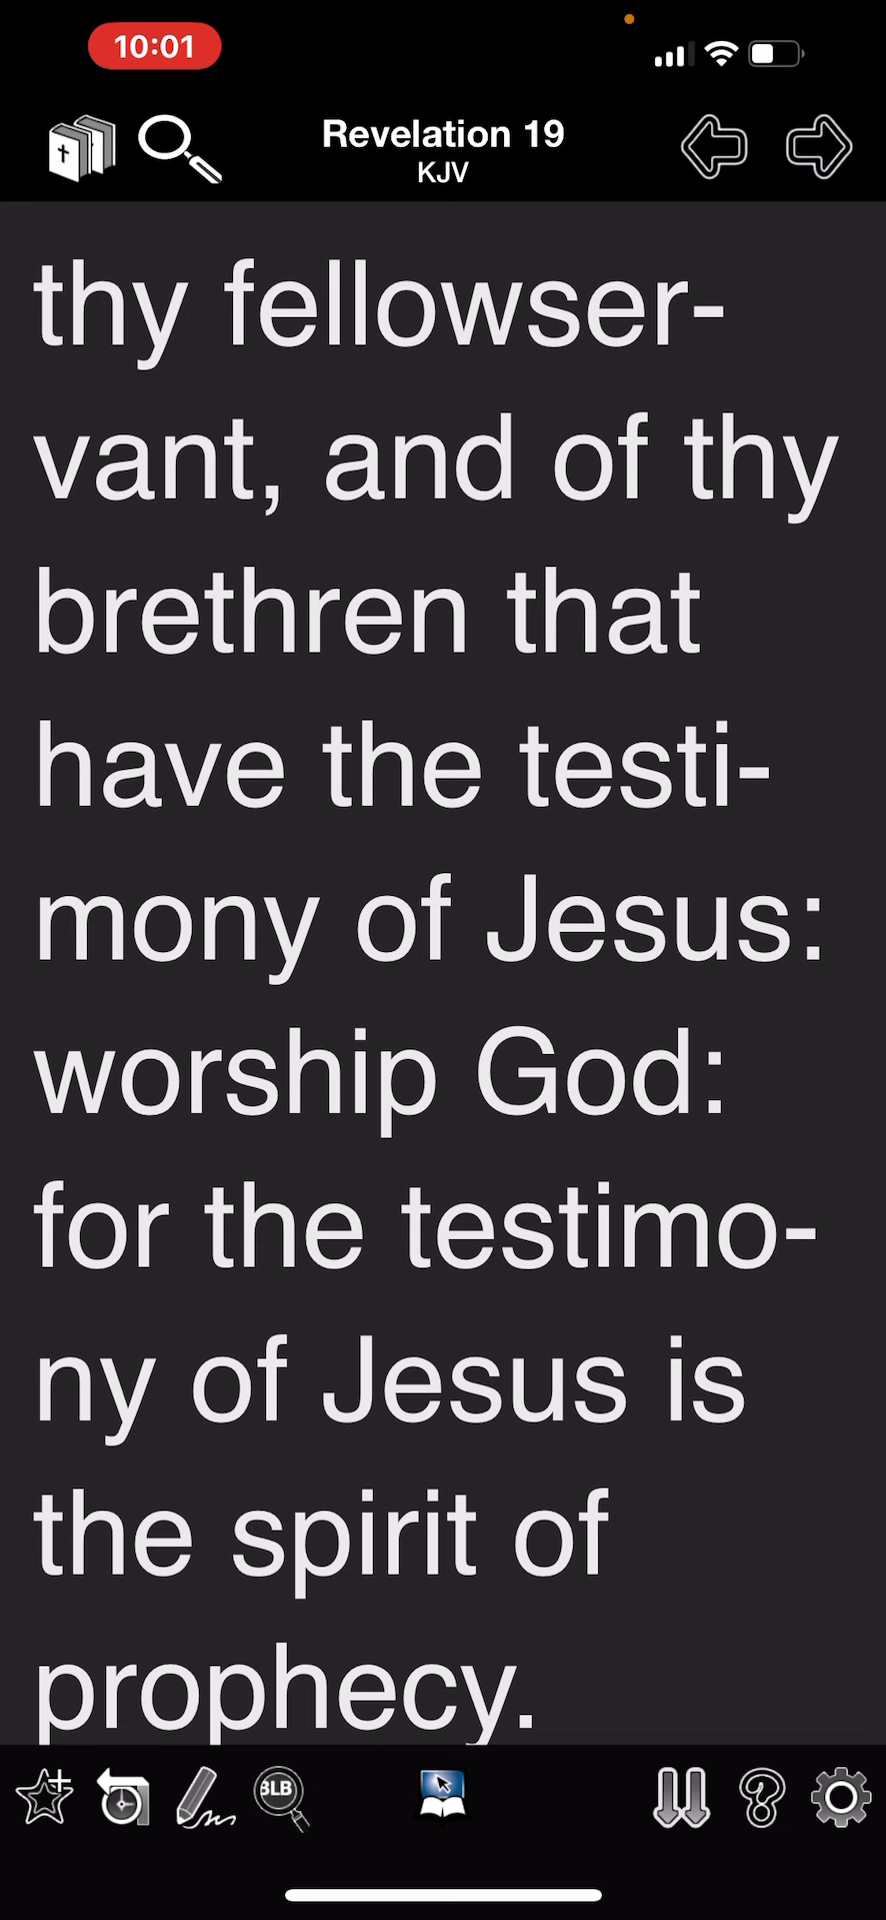 10:01
Revelation 19
KJV
thy fellowser-
vant, and of thy
brethren that
have the testi-
mony of Jesus:
worship God:
for the testimo-
ny of Jesus is
the spirit of
prophecy.
BLB